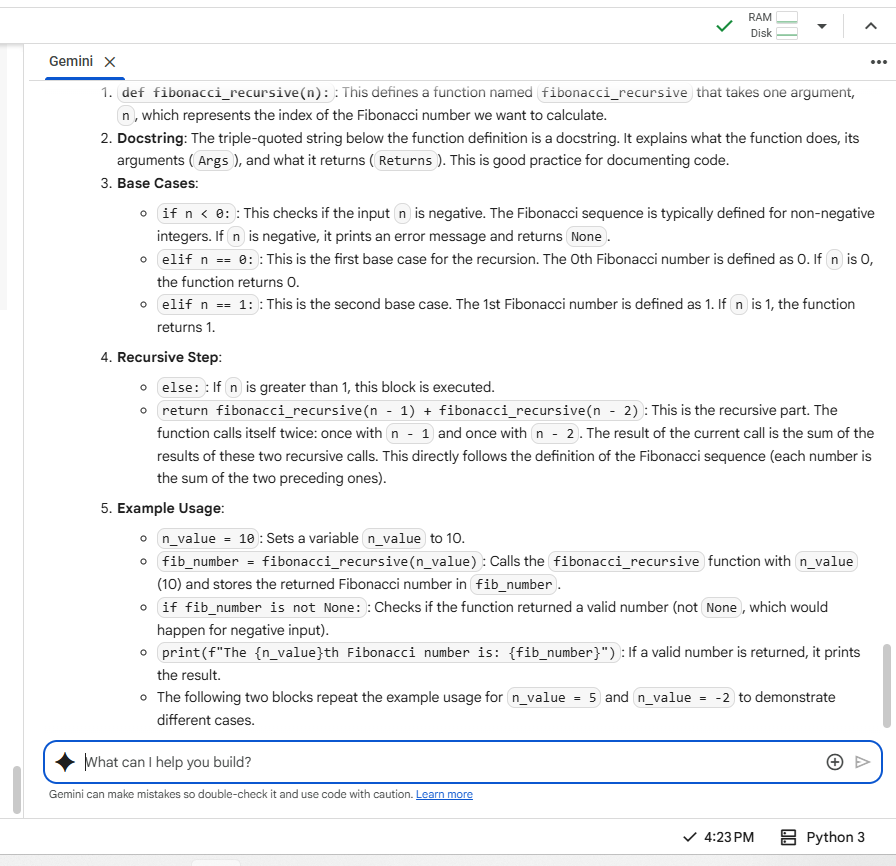 RAM
Disk
Gemini
1. def fibonacci_recursive(n): : This defines a function named fibonacci_recursive that takes one argument,
n , which represents the index of the Fibonacci number we want to calculate.
2. Docstring: The triple-quoted string below the function definition is a docstring. It explains what the function does, its
arguments ( Args ), and what it returns ( Returns ). This is good practice for documenting code.
3. Base Cases:
if n < 0: : This checks if the input n is negative. The Fibonacci sequence is typically defined for non-negative
integers. If n is negative, it prints an error message and returns None .
elif n == 0: : This is the first base case for the recursion. The 0th Fibonacci number is defined as 0. If n is 0,
the function returns 0.
elif n == 1: : This is the second base case. The 1st Fibonacci number is defined as 1. If n is 1, the function
returns 1.
4. Recursive Step:
else: : If n is greater than 1, this block is executed.
return fibonacci_recursive(n - 1) + fibonacci_recursive(n - 2) : This is the recursive part. The
function calls itself twice: once with n - 1 and once with n - 2 . The result of the current call is the sum of the
results of these two recursive calls. This directly follows the definition of the Fibonacci sequence (each number is
the sum of the two preceding ones).
5. Example Usage:
n_value = 10 : Sets a variable n_value to 10.
fib_number = fibonacci_recursive(n_value) : Calls the fibonacci_recursive function with n_value
(10) and stores the returned Fibonacci number in fib_number .
if fib_number is not None: : Checks if the function returned a valid number (not None , which would
happen for negative input).
print(f"The {n_value}th Fibonacci number is: {fib_number}") : If a valid number is returned, it prints
the result.
The following two blocks repeat the example usage for n_value = 5 and n_value = -2 to demonstrate
different cases.
What can I help you build?
Gemini can make mistakes so double-check it and use code with caution. Learn more
4:23 PM Python 3